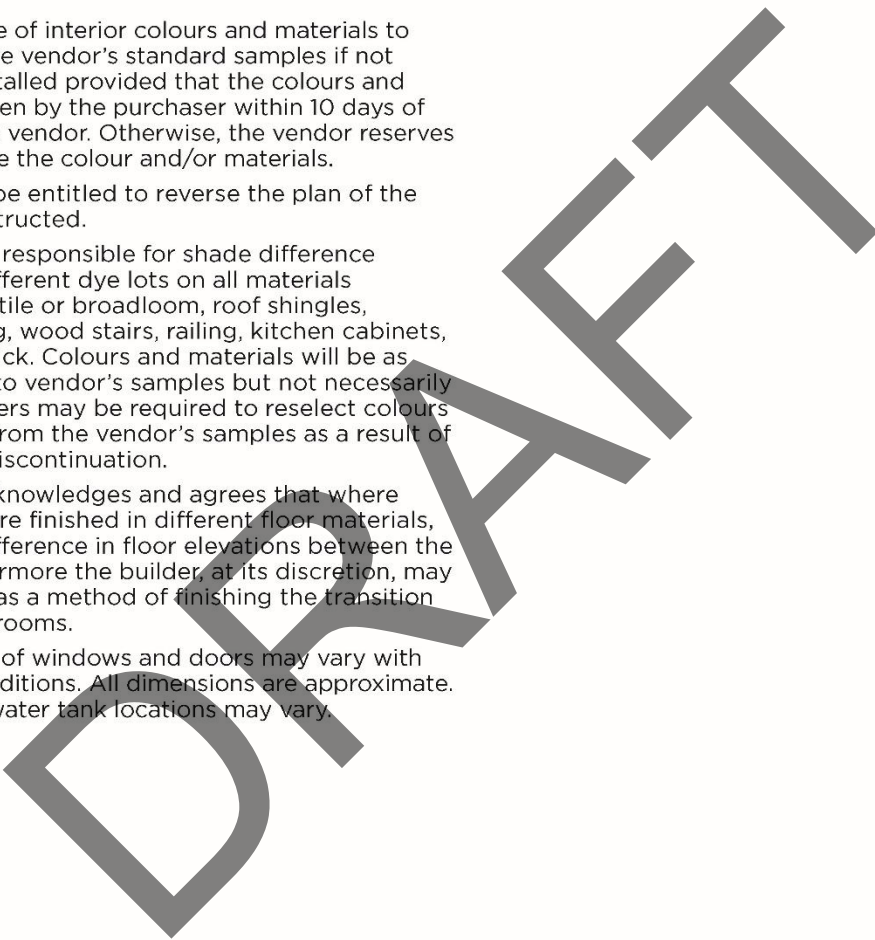 e of interior colours and materials to
e vendor's standard samples if not
talled provided that the colours and
en by the purchaser within 10 days of
vendor. Otherwise, the vendor reserves
e the colour and/or materials.
be entitled to reverse the plan of the
tructed.
responsible for shade difference
fferent dye lots on all materials
tile or broadloom, roof shingles,
g, wood stairs, railing, kitchen cabinets,
ck. Colours and materials will be as
to vendor's samples but not necessarily
ers may be required to reselect colours
rom the vendor's samples as a result of
iscontinuation.
knowledges and agrees that where
re finished in different floor materials,
fference in floor elevations between the
rmore the builder, at its discretion, may
as a method of finishing the transition
rooms.
of windows and doors may vary with
ditions. All dimensions are approximate.
water tank locations may vary.
DRAFT